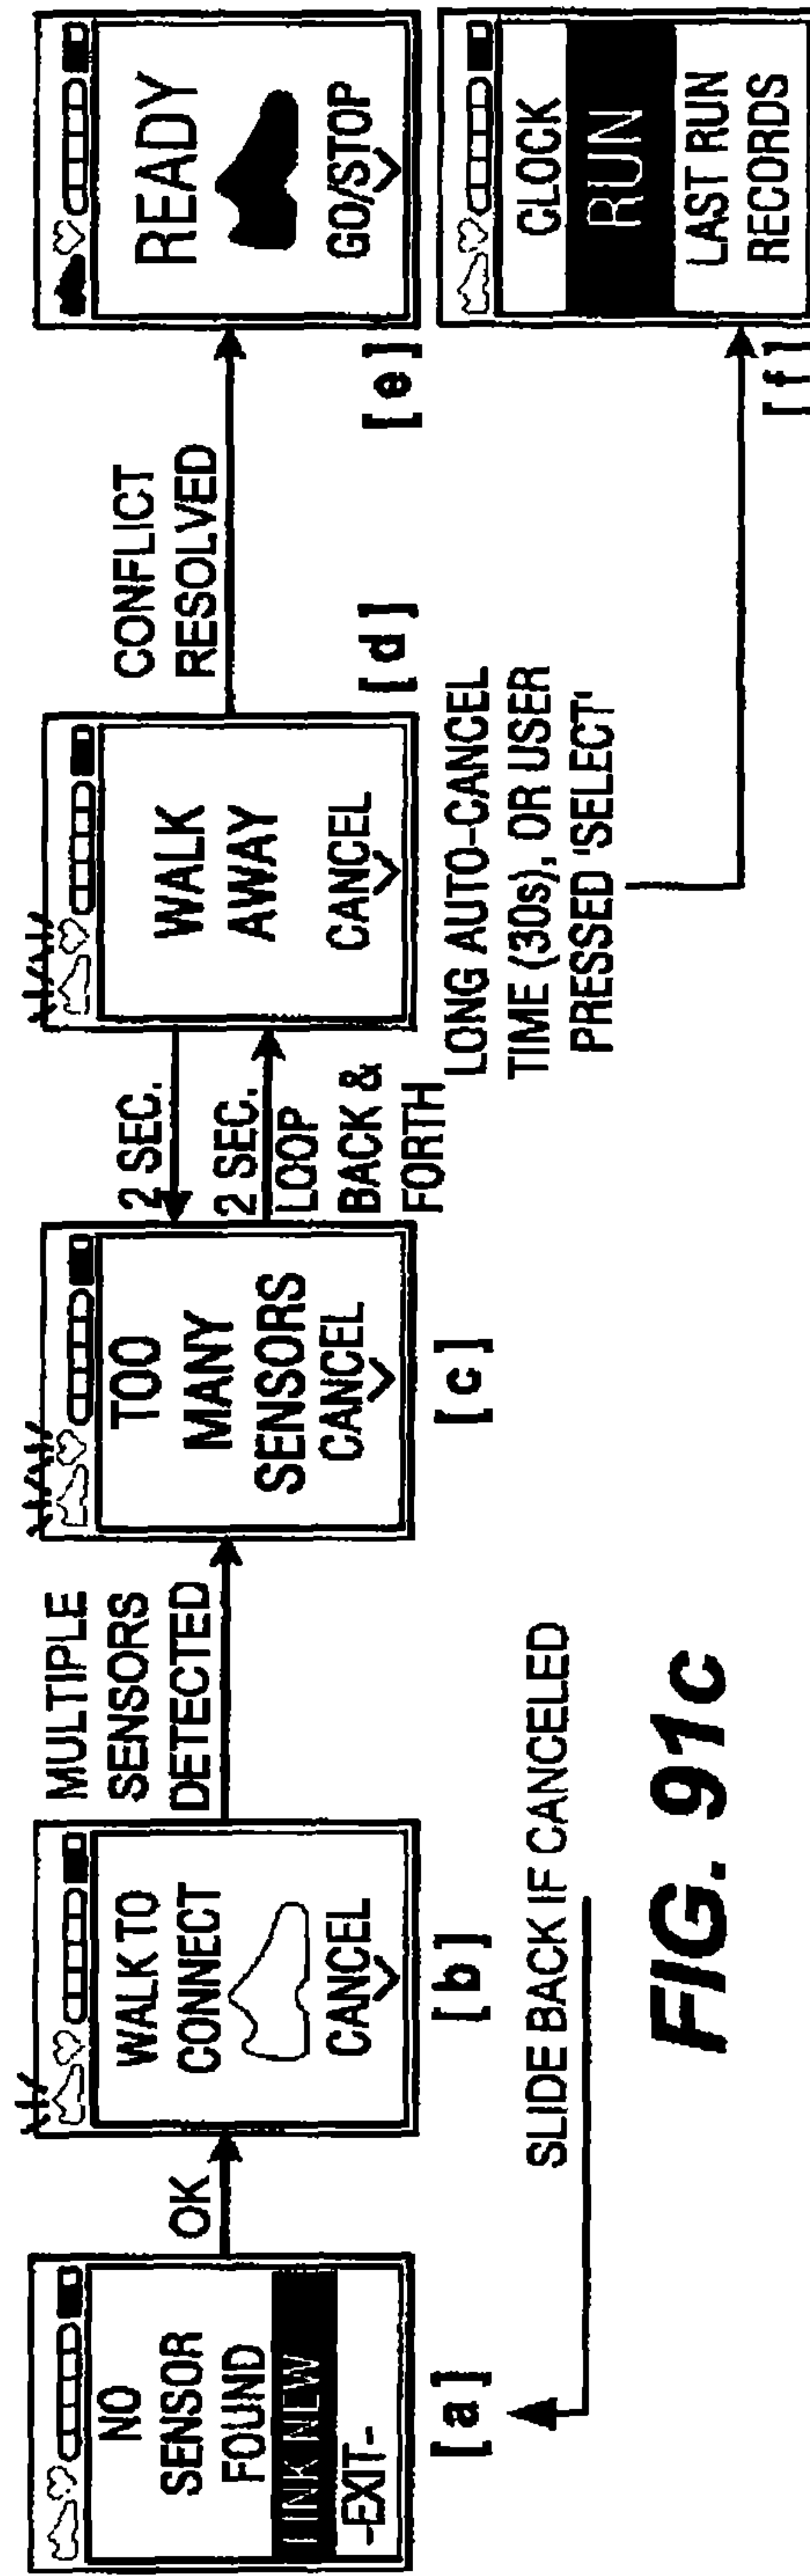 NO
SENSOR
FOUND
LINK NEW
-EXIT-
[a]
OK
WALK TO
CONNECT
CANCEL
[b]
MULTIPLE
SENSORS
DETECTED
TOO
MANY
SENSORS
CANCEL
[c]
2 SEC.
2 SEC.
LOOP
BACK &
FORTH
WALK
AWAY
CANCEL
[d]
CONFLICT
RESOLVED
READY
GO/STOP
[e]
LONG AUTO-CANCEL
TIME (30s), OR USER
PRESSED 'SELECT'
CLOCK
RUN
LAST RUN
RECORDS
[f]
SLIDE BACK IF CANCELED
FIG. 91c